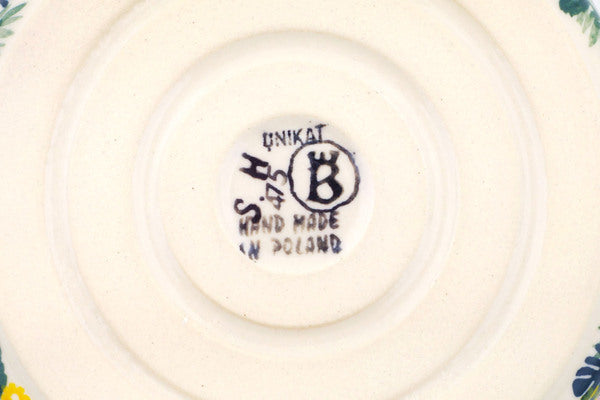 UNIKAT
S.H
475
B
HAND MADE
IN POLAND